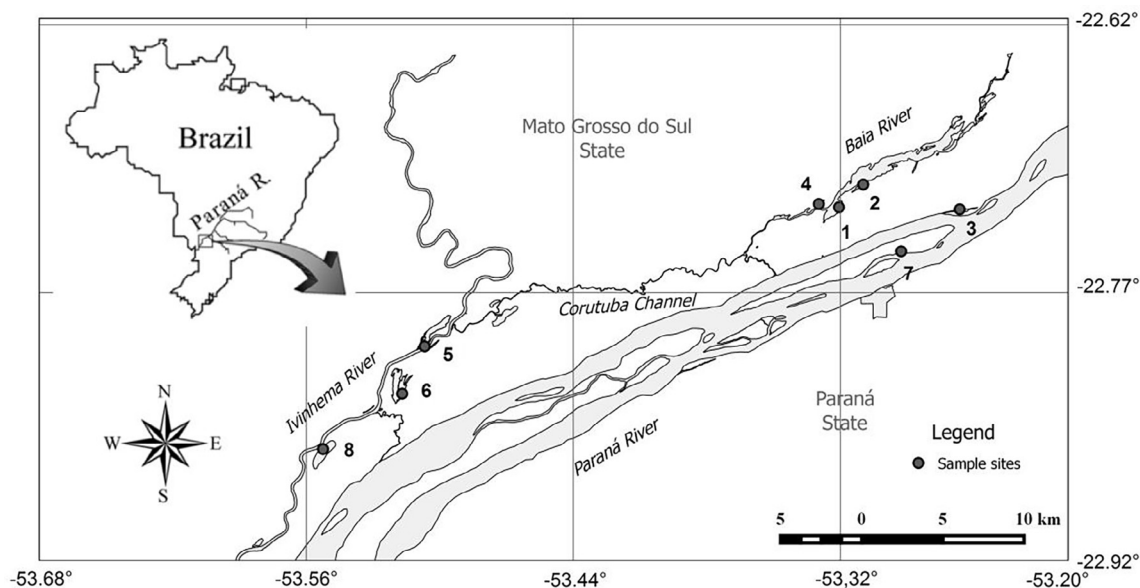 -22.62°
Brazil
Paraná R.
Mato Grosso do Sul
State
Baia River
4
2
1
3
7
-22.77°
Corutuba Channel
5
Ivinhema River
6
Paraná
State
N
W
E
S
8
Paraná River
Legend
Sample sites
5 0 5 10 km
-22.92°
-53.68° -53.56° -53.44° -53,32° -53.20°